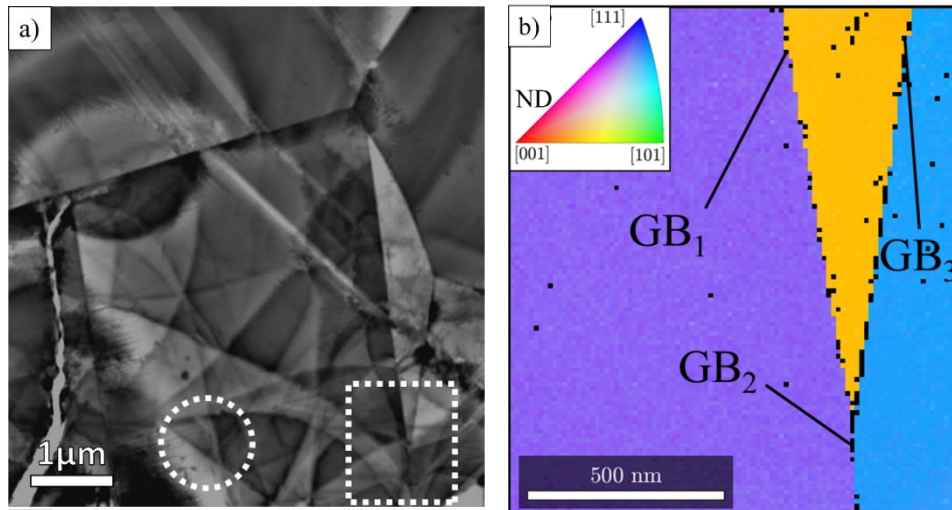 a)
1µm
b)
[111]
ND
[001]
[101]
GB₁
GB₃
GB₂
500 nm